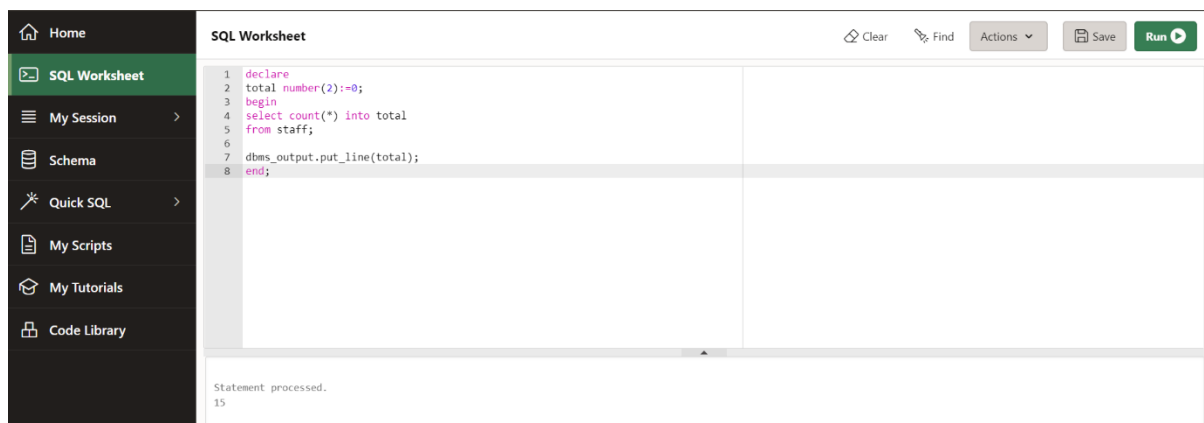 Home
SQL Worksheet
My Session
Schema
Quick SQL
My Scripts
My Tutorials
Code Library
SQL Worksheet
Clear
Find
Actions
Save
Run
1 declare
2 total number(2):=0;
3 begin
4 select count(*) into total
5 from staff;
6
7 dbms_output.put_line(total);
8 end;
Statement processed.
15